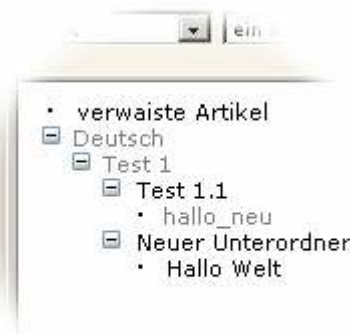 ein
verwaiste Artikel
Deutsch
Test 1
Test 1.1
hallo_neu
Neuer Unterordner
Hallo Welt